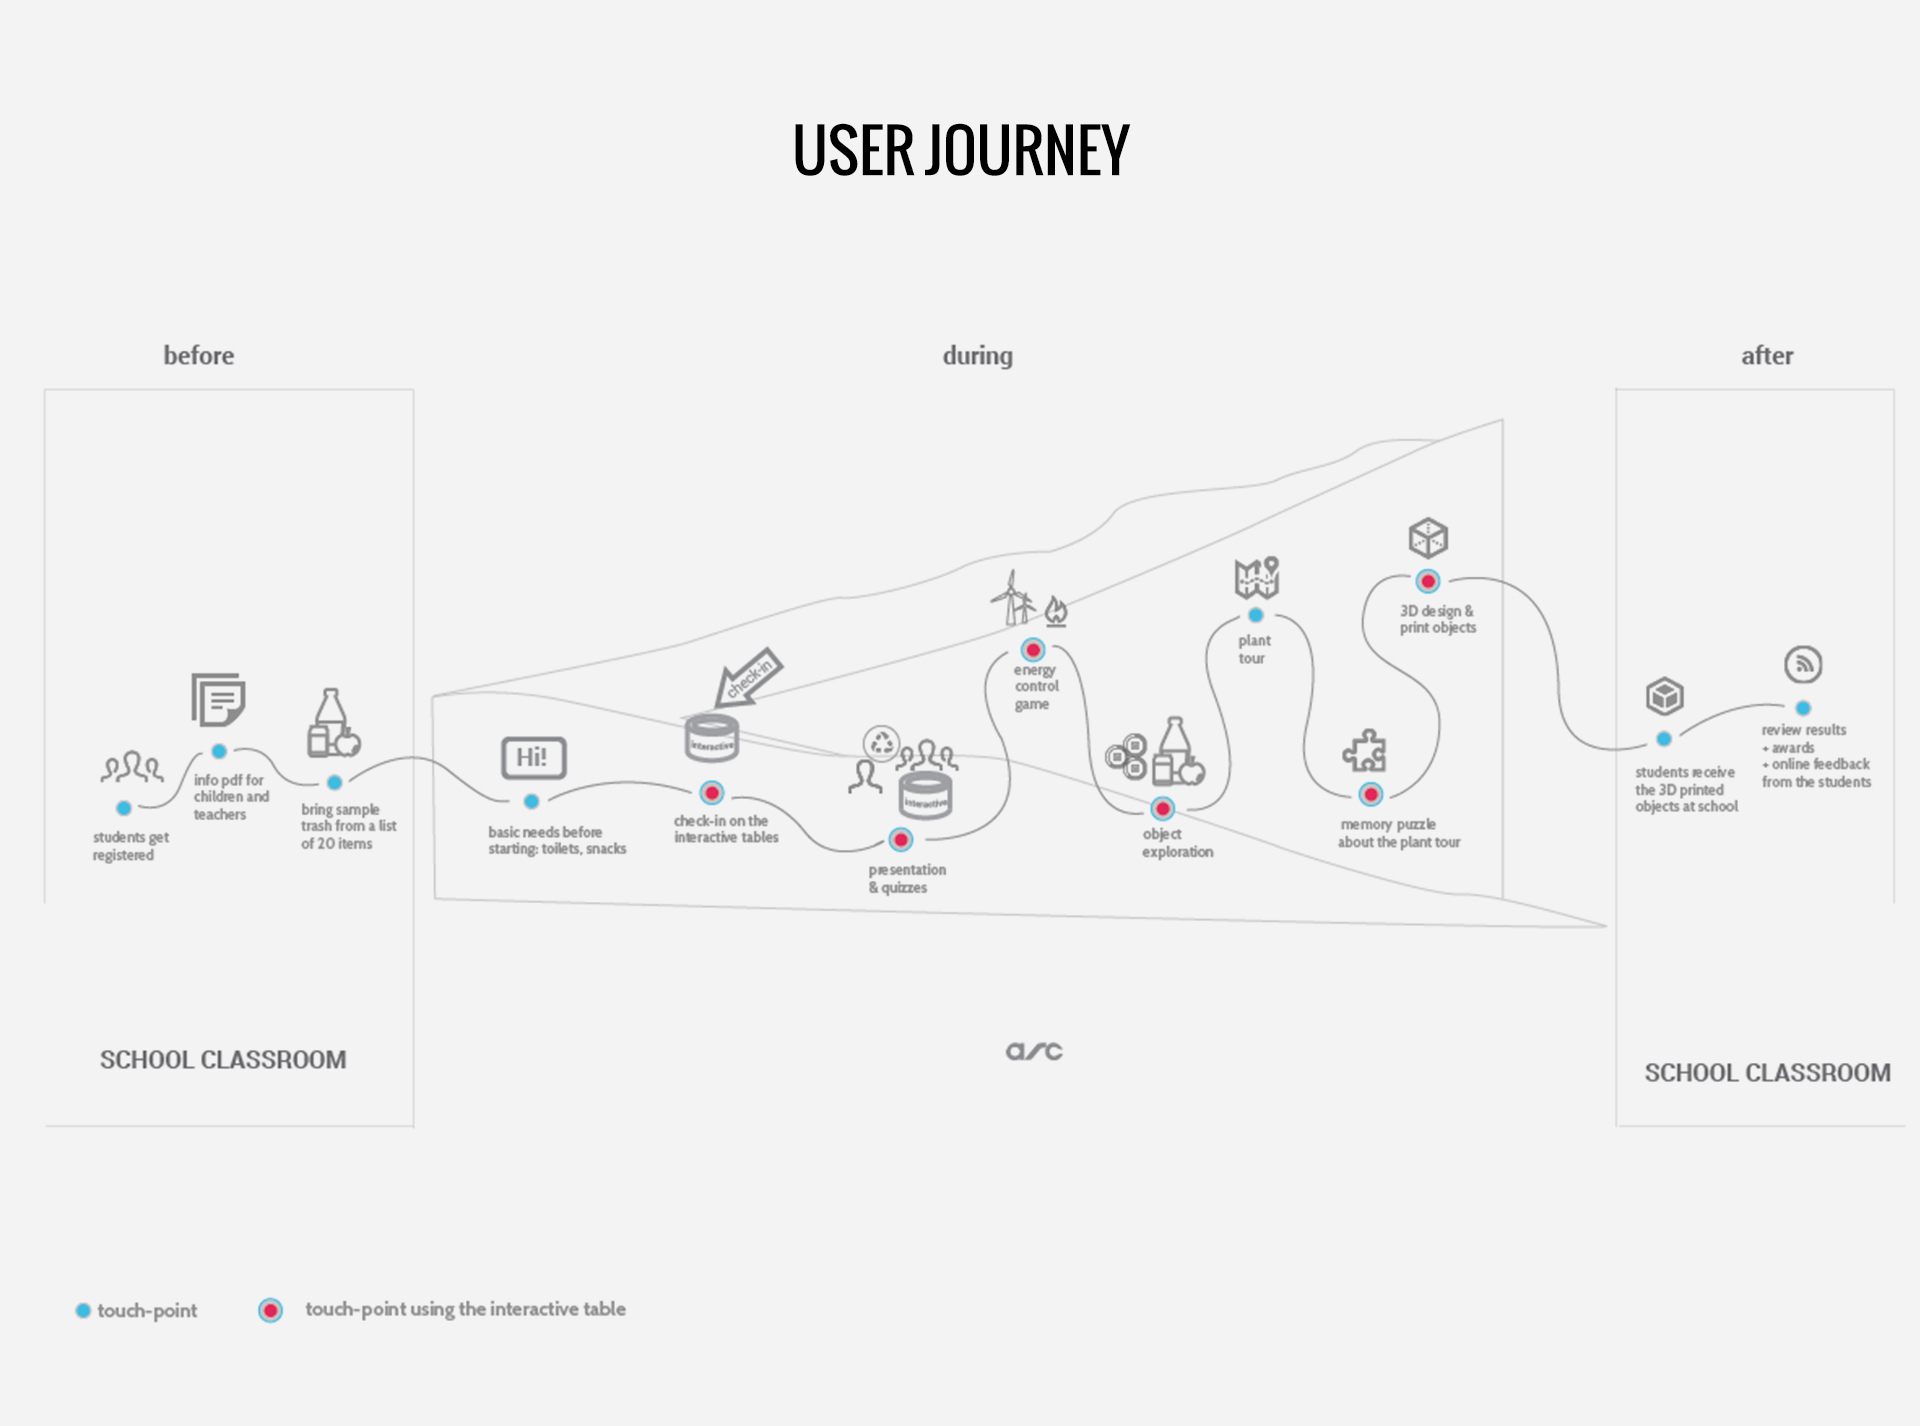 USER JOURNEY
before
during
after
students get
registered
info pdf for
children and
teachers
bring sample
trash from a list
of 20 items
Hi!
basic needs before
starting: toilets, snacks
check-in
interactive
check-in on the
interactive tables
interactive
presentation
& quizzes
energy
control
game
object
exploration
plant
tour
memory puzzle
about the plant tour
3D design &
print objects
students receive
the 3D printed
objects at school
review results
+ awards
+ online feedback
from the students
SCHOOL CLASSROOM
arc
SCHOOL CLASSROOM
touch-point
touch-point using the interactive table